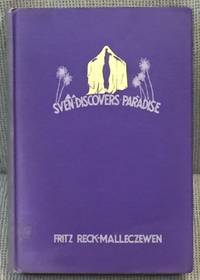 SVEN DISCOVERS PARADISE
FRITZ RECK-MALLECZEWEN